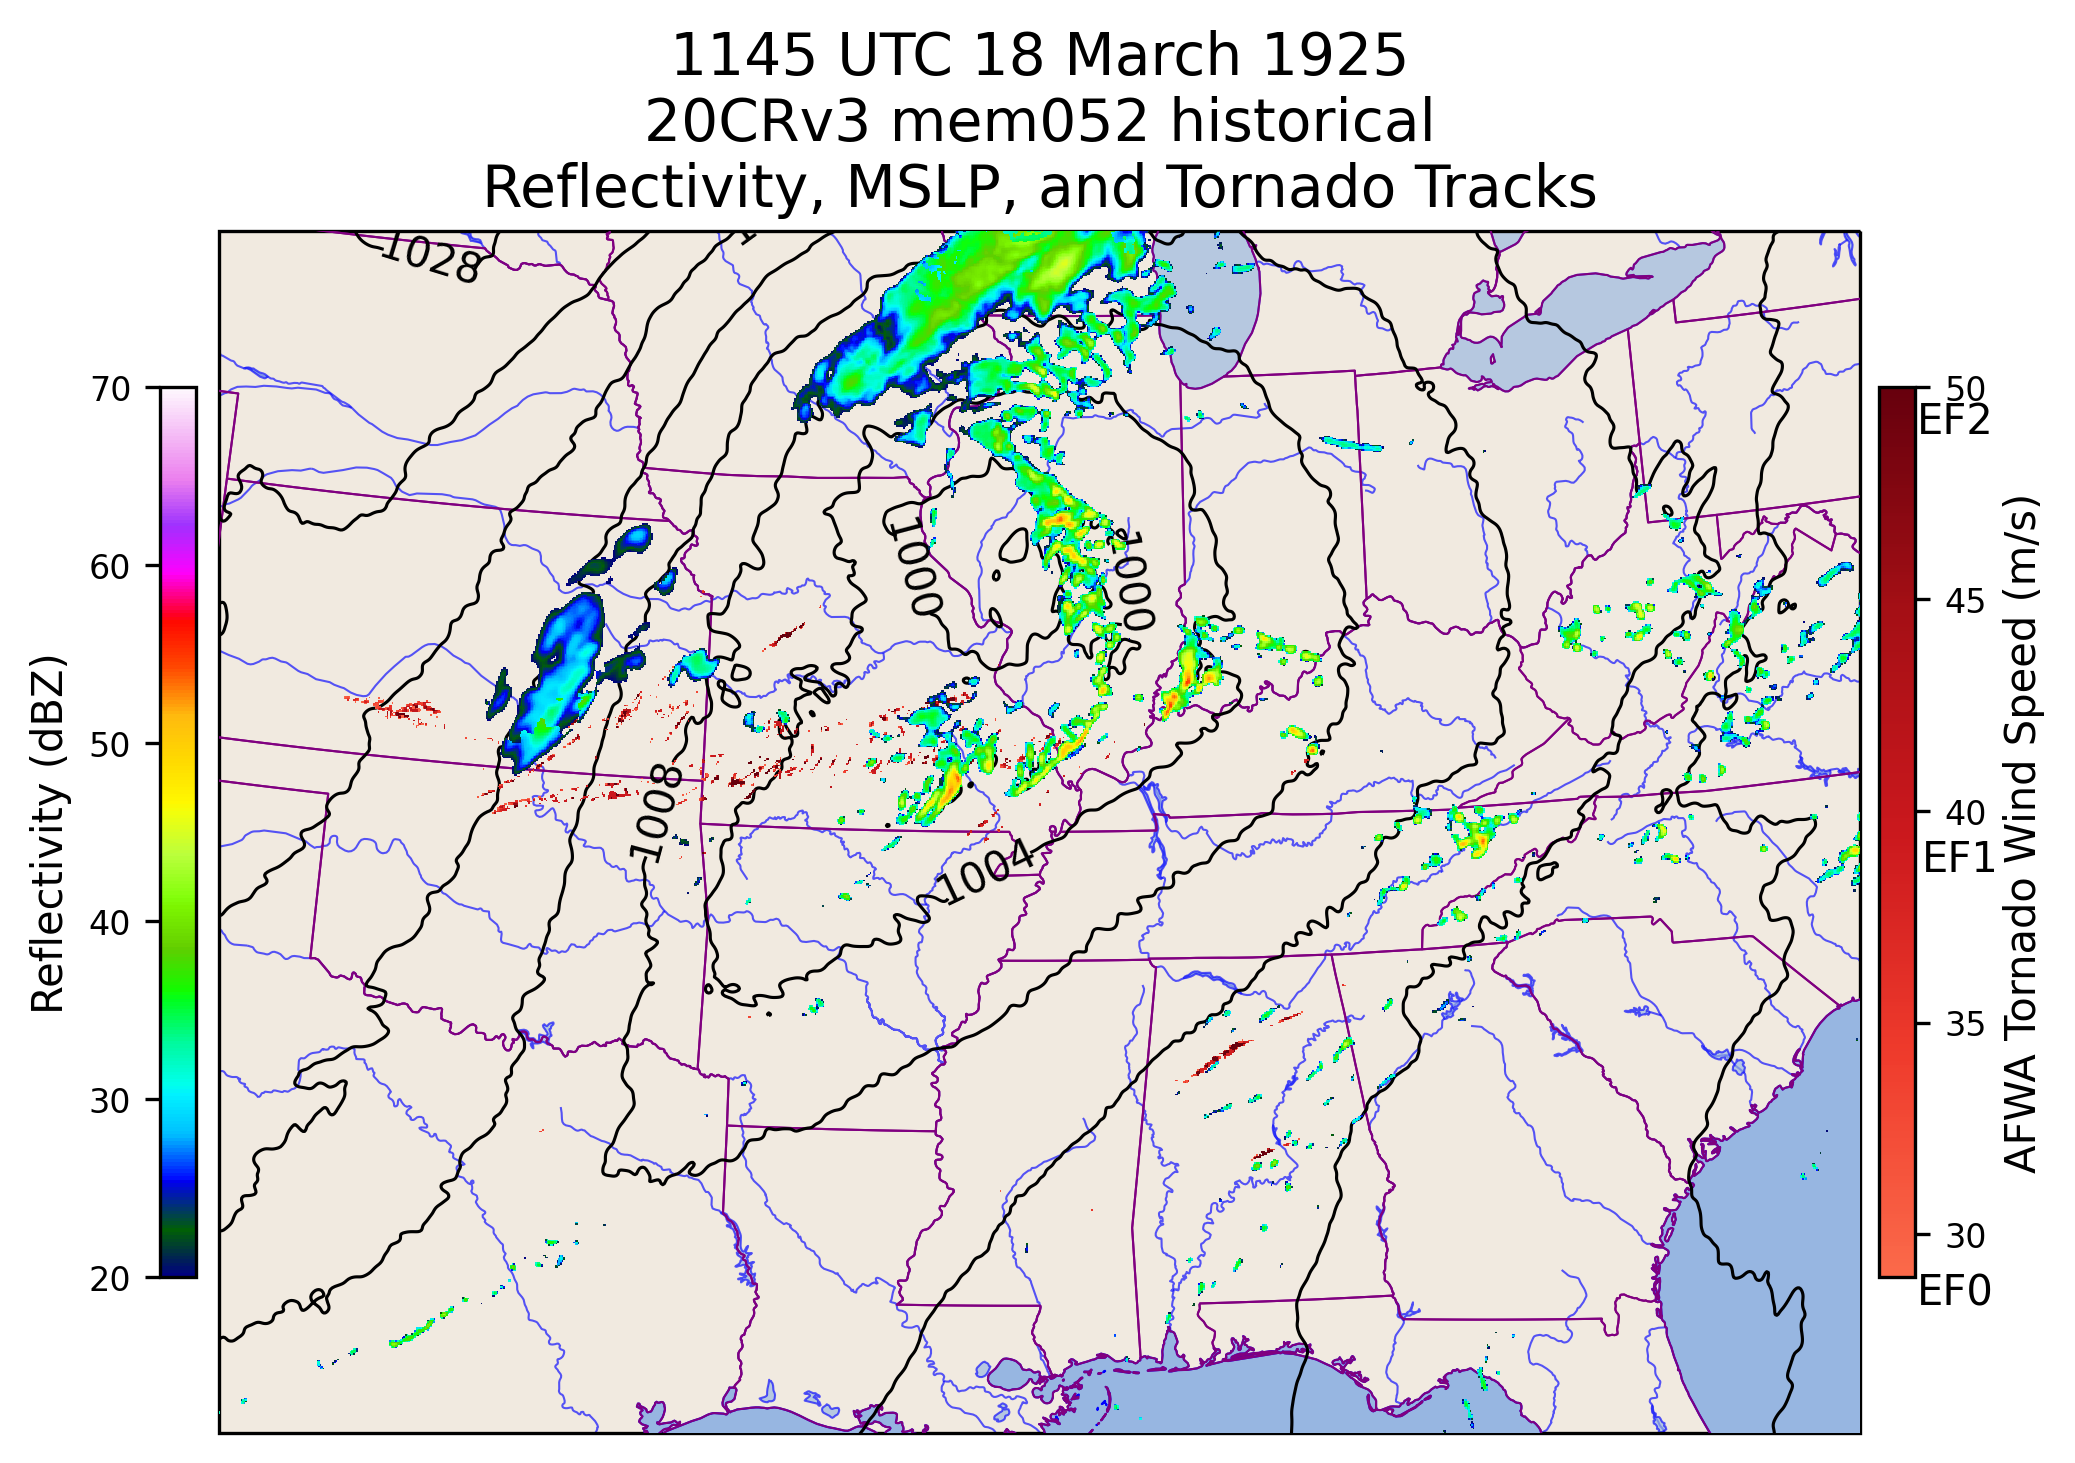 1145 UTC 18 March 1925
20CRv3 mem052 historical
Reflectivity, MSLP, and Tornado Tracks
1028
1000
1000
1008
1004
70
60
50
40
30
20
Reflectivity (dBZ)
50
EF2
45
40
EF1
35
30
EF0
AFWA Tornado Wind Speed (m/s)